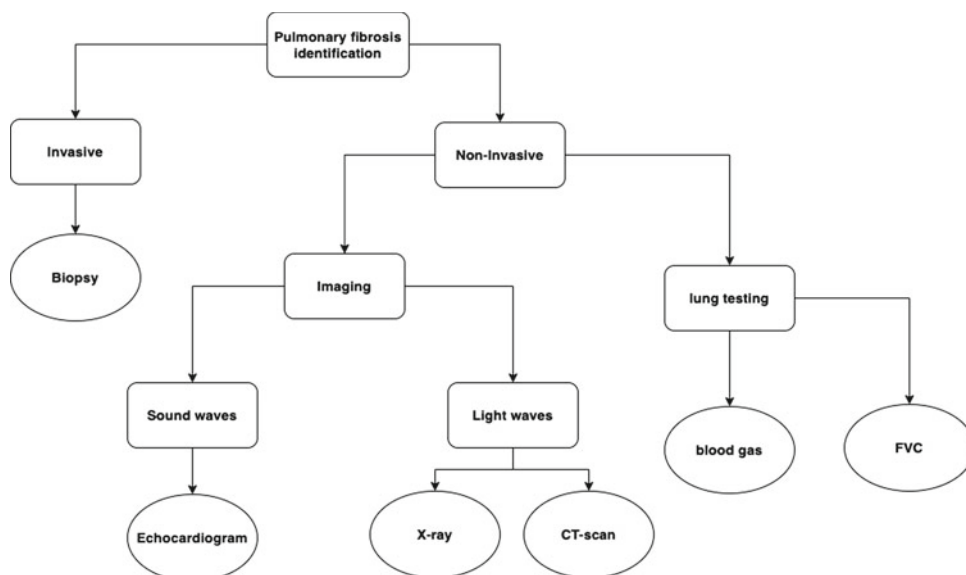 Pulmonary fibrosis
identification
Invasive
Non-Invasive
Biopsy
Imaging
lung testing
Sound waves
Light waves
blood gas
FVC
Echocardiogram
X-ray
CT-scan